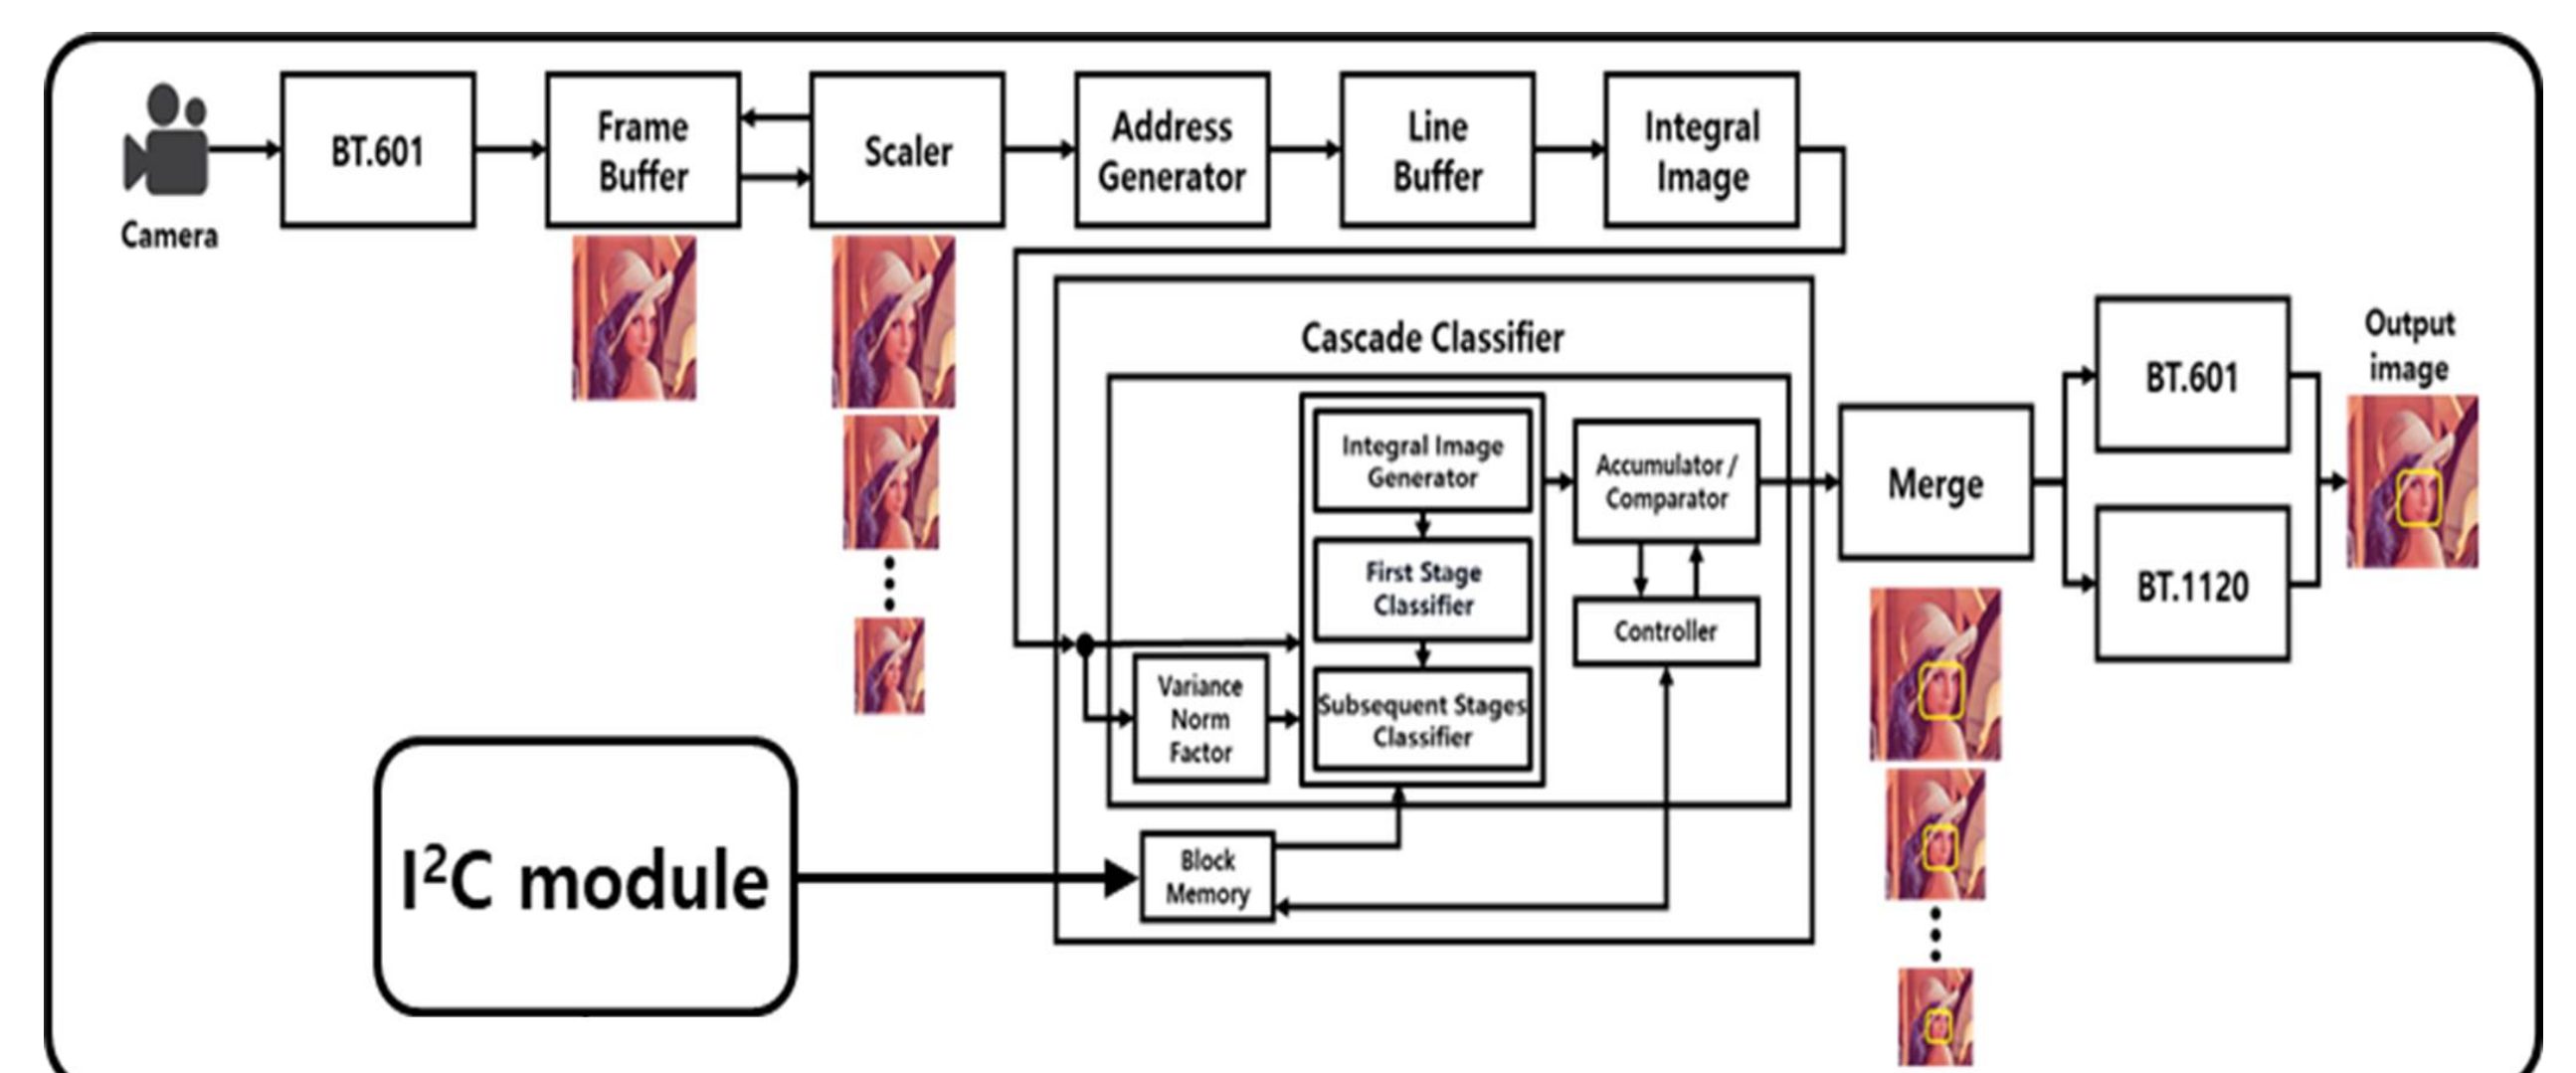 Camera
BT.601
Frame
Buffer
Scaler
Address
Generator
Line
Buffer
Integral
Image
Cascade Classifier
Integral Image
Generator
First Stage
Classifier
Subsequent Stages
Classifier
Variance
Norm
Factor
Accumulator /
Comparator
Controller
Block
Memory
I²C module
Merge
BT.601
BT.1120
Output
image